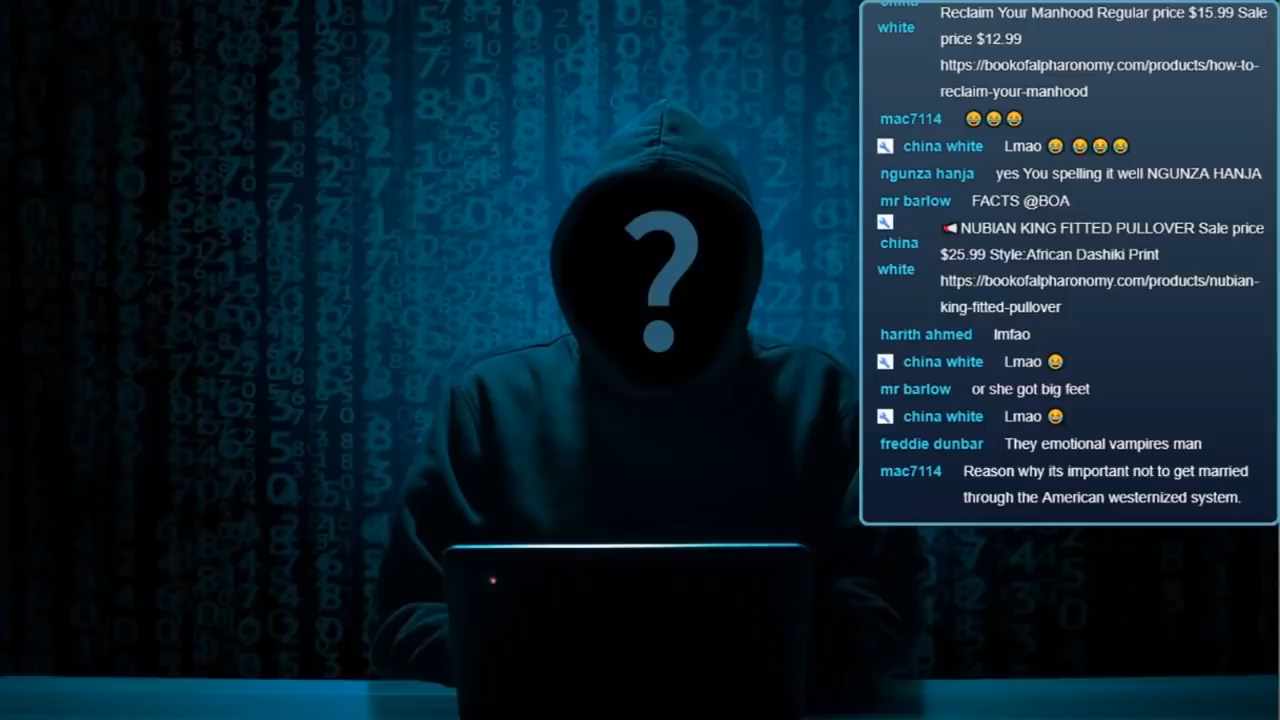 china
white
Reclaim Your Manhood Regular price $15.99 Sale
price $12.99
https://bookofalpharonomy.com/products/how-to-
reclaim-your-manhood
mac7114 😂😂😂
china white Lmao 😂 😂😂😂
ngunza hanja yes You spelling it well NGUNZA HANJA
mr barlow FACTS @BOA
china
white
📢 NUBIAN KING FITTED PULLOVER Sale price
$25.99 Style:African Dashiki Print
https://bookofalpharonomy.com/products/nubian-
king-fitted-pullover
harith ahmed lmfao
china white Lmao 😂
mr barlow or she got big feet
china white Lmao 😂
freddie dunbar They emotional vampires man
mac7114 Reason why its important not to get married
through the American westernized system.
?